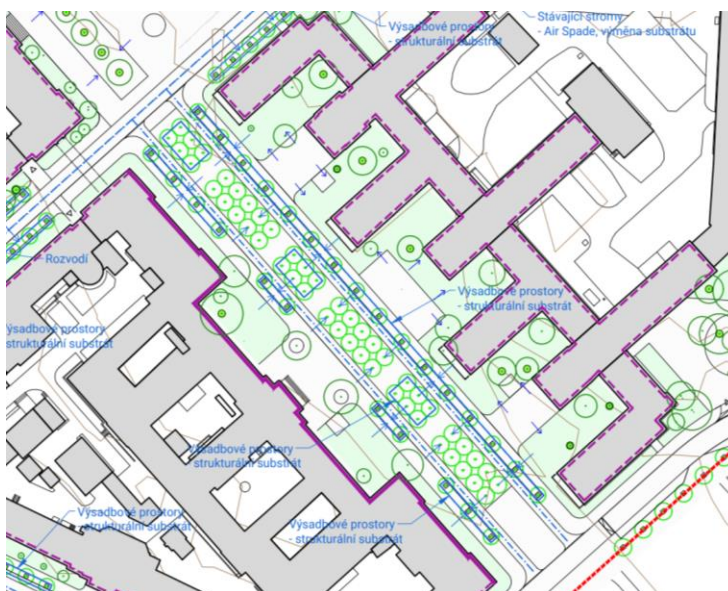 Stávající stromy
- Air Spade, výměna substrátu
Výsadbové prostory
- strukturální substrát
Rozvodí
Výsadbové prostory
- strukturální substrát
Výsadbové prostory
strukturální substrát
Výsadbové prostory
- strukturální substrát
Výsadbové prostory
- strukturální substrát
Výsadbové prostory
- strukturální substrát